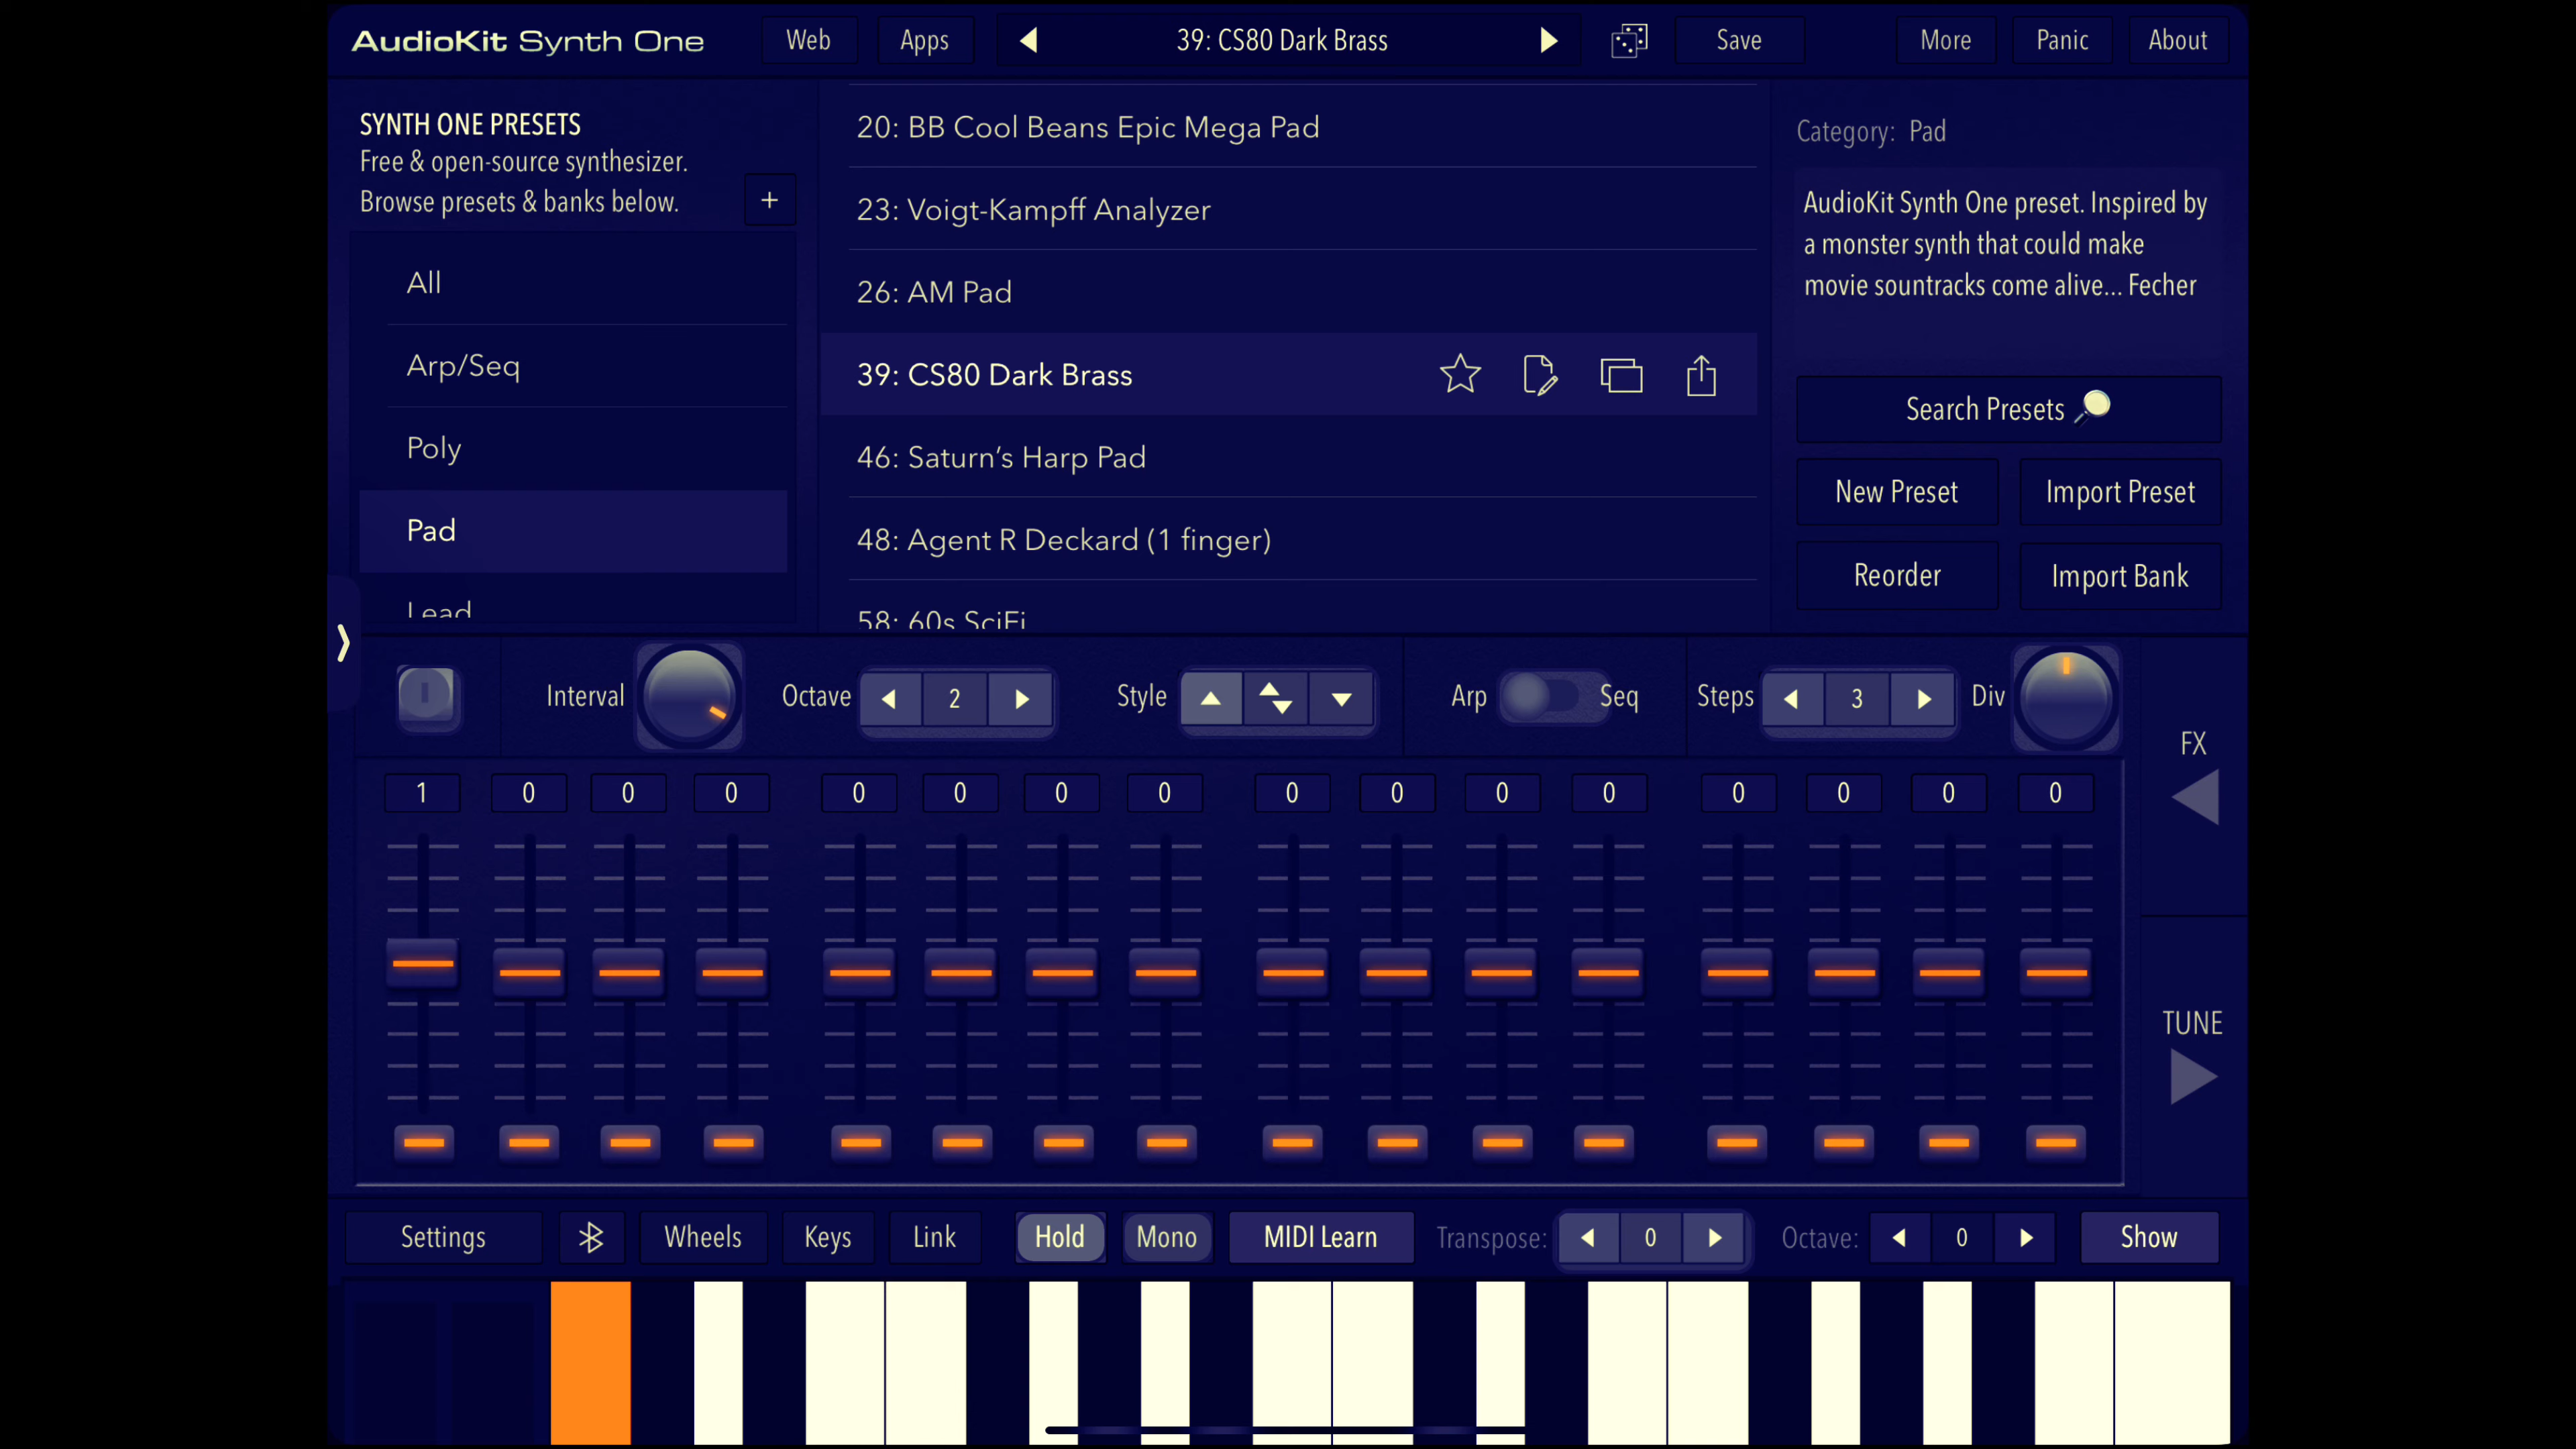 AudioKit Synth One
Web
Apps
39: CS80 Dark Brass
Save
More
Panic
About
SYNTH ONE PRESETS
Free & open-source synthesizer.
Browse presets & banks below.
+
All
Arp/Seq
Poly
Pad
Lead
20: BB Cool Beans Epic Mega Pad
23: Voigt-Kampff Analyzer
26: AM Pad
39: CS80 Dark Brass
46: Saturn's Harp Pad
48: Agent R Deckard (1 finger)
58: 60s SciFi
Category: Pad
AudioKit Synth One preset. Inspired by
a monster synth that could make
movie sountracks come alive... Fecher
Search Presets
New Preset
Import Preset
Reorder
Import Bank
Interval
Octave
2
Style
Arp
Seq
Steps
3
Div
1 0 0 0 0 0 0 0 0 0 0 0 0 0 0 0
FX
TUNE
Settings
Wheels
Keys
Link
Hold
Mono
MIDI Learn
Transpose:
0
Octave:
0
Show